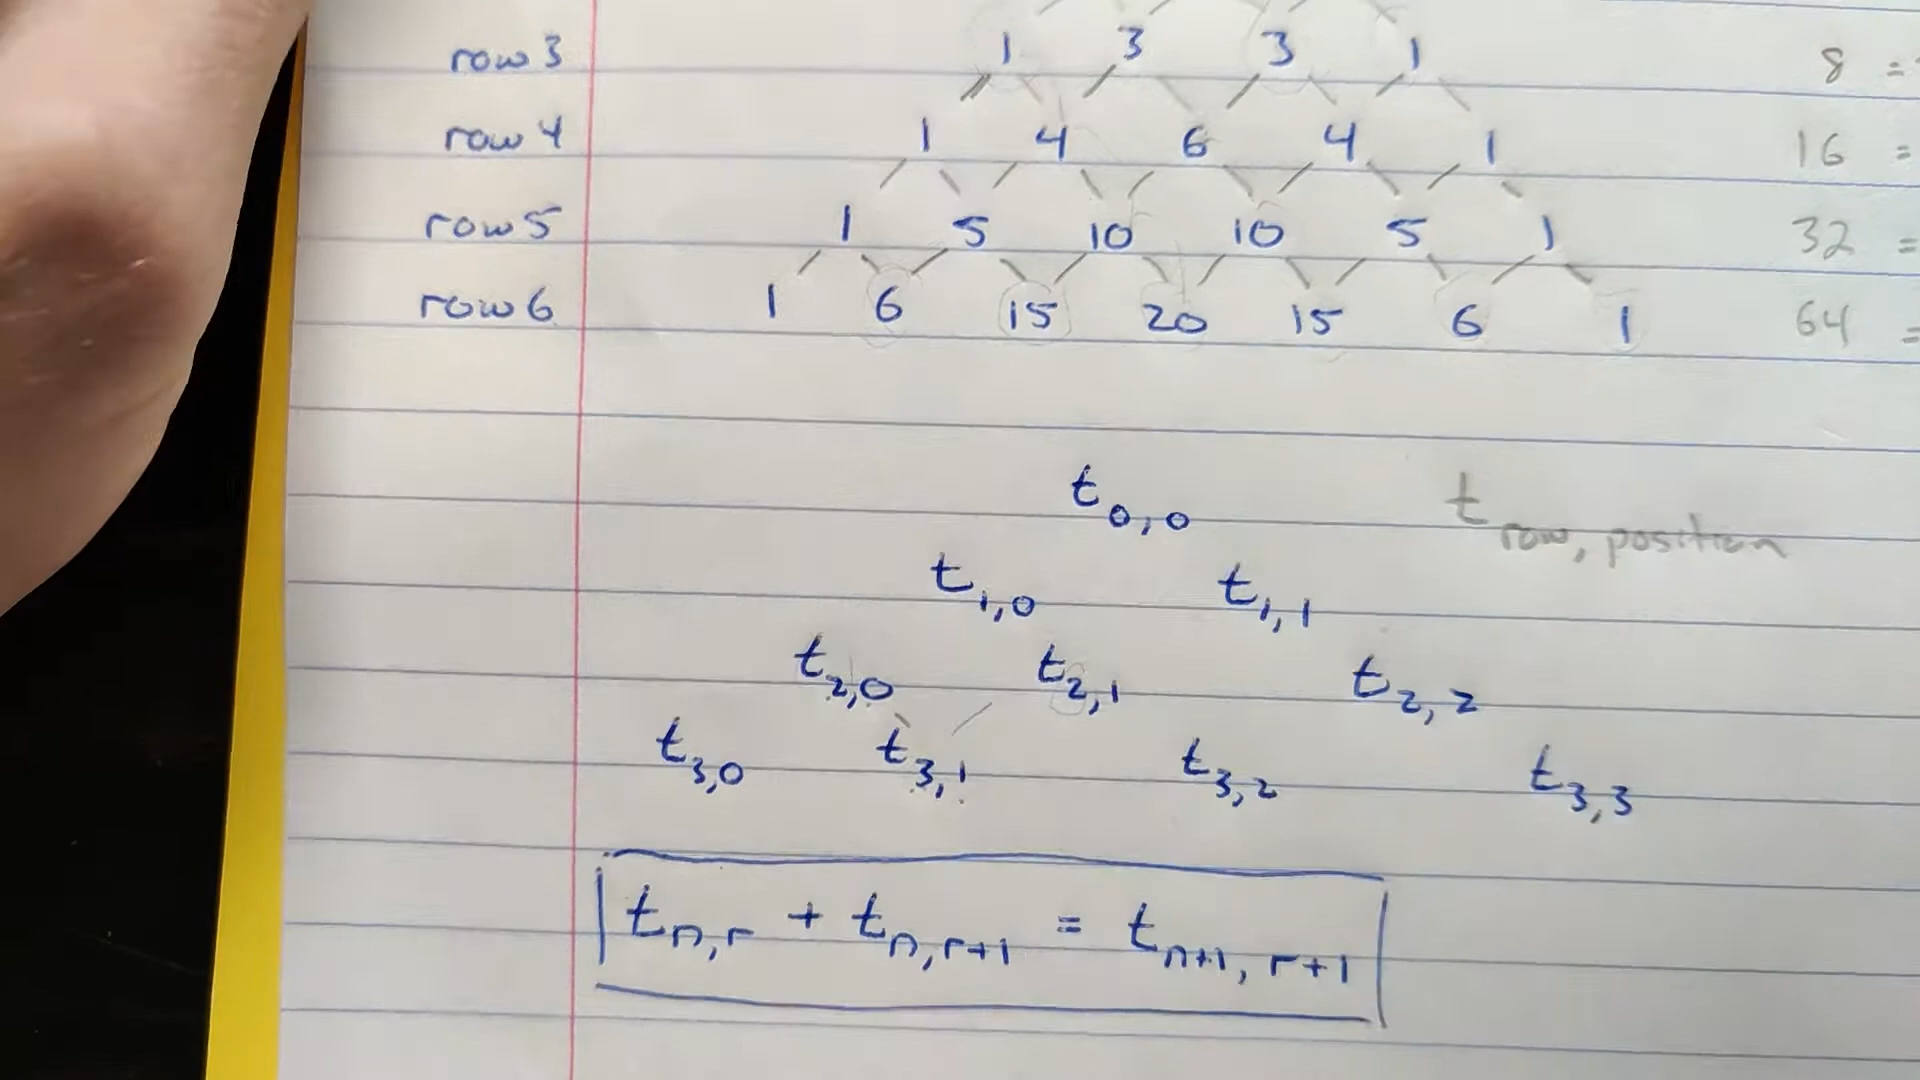 row 3 1 3 3 1 8 =
row 4 1 4 6 4 1 16 =
row 5 1 5 10 10 5 1 32 =
row 6 1 6 15 20 15 6 1 64 =
t0,0 trow, position
t1,0 t1,1
t2,0 t2,1 t2,2
t3,0 t3,1 t3,2 t3,3
tn,r + tn,r+1 = tn+1, r+1